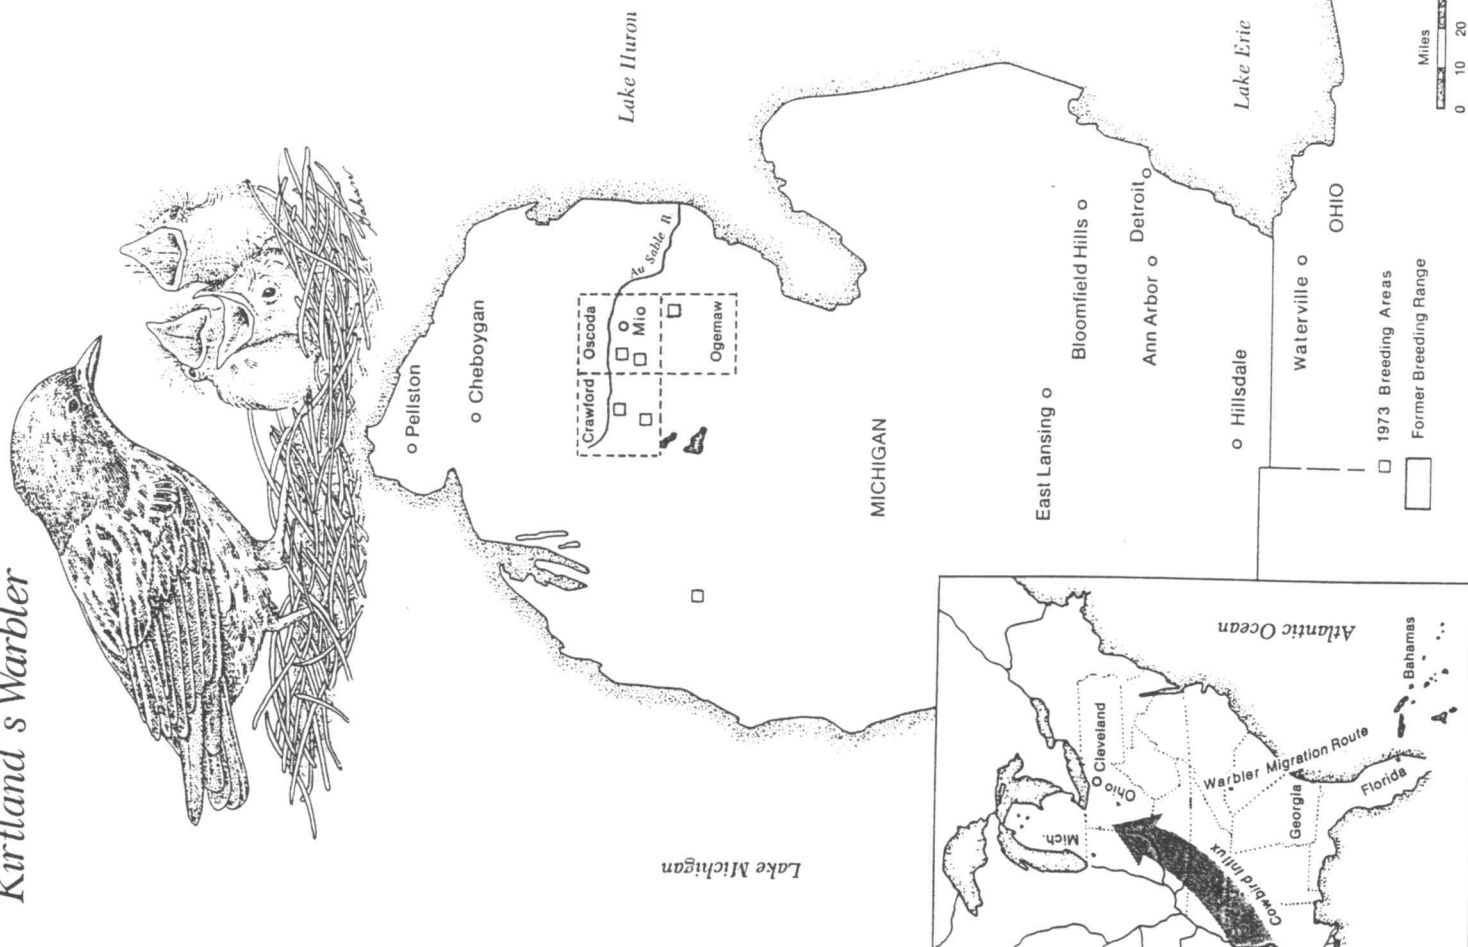 Kirtland s Warbler
Lake Huron
Pellston
Cheboygan
Crawford
Oscoda
Au Sable R
Mio
Ogemaw
MICHIGAN
East Lansing
Bloomfield Hills
Detroit
Ann Arbor
Hillsdale
Lake Erie
Waterville
OHIO
Lake Michigan
1973 Breeding Areas
Former Breeding Range
Miles
0 10 20
Atlantic Ocean
Mich.
Cleveland
Ohio
Warbler Migration Route
Cowbird Influx
Georgia
Florida
Bahamas